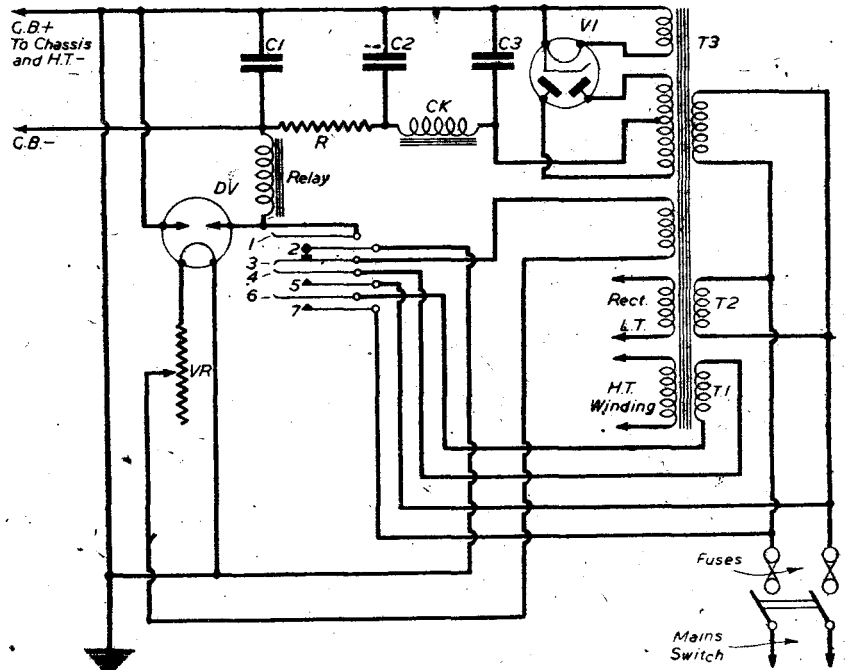 G.B.+
To Chassis
and H.T.-
C1
C2
C3
V1
T3
G.B.-
R
CK
DV
Relay
1
2
3
4
5
6
7
Rect.
L.T.
T2
VR
H.T.
Winding
T1
Fuses
Mains
Switch